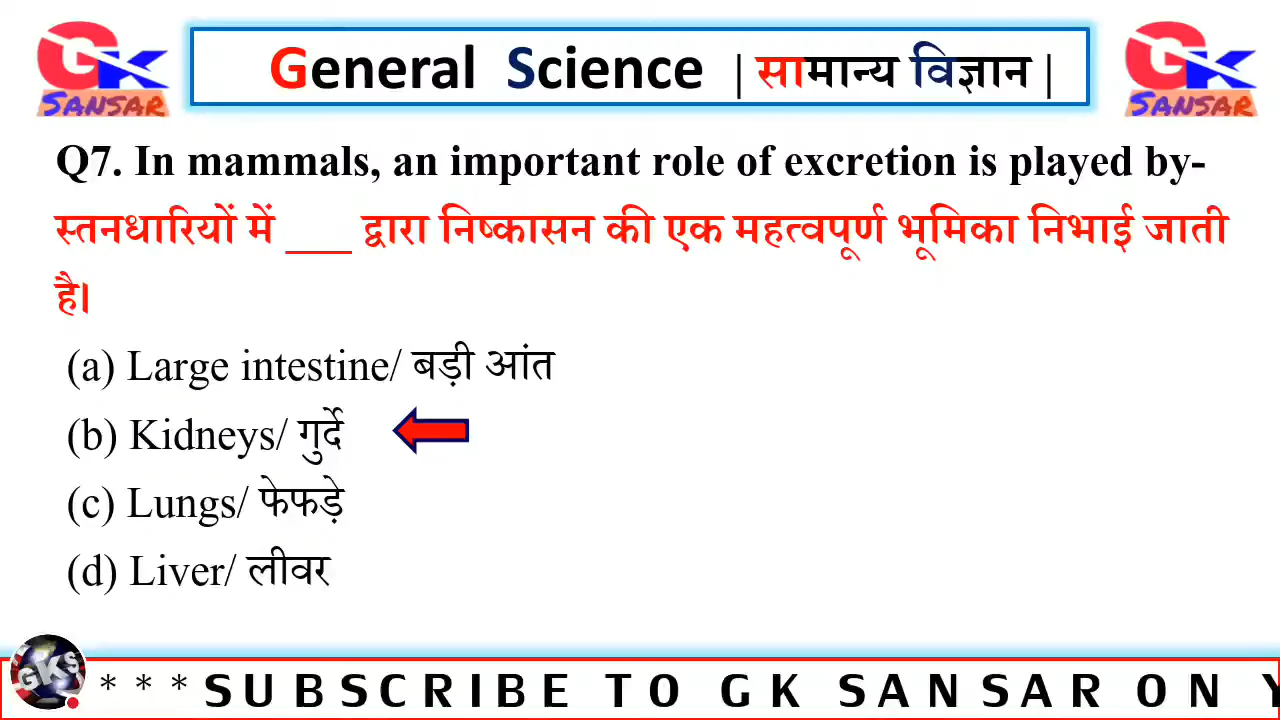 GK SANSAR
General Science | सामान्य विज्ञान |
GK SANSAR
Q7. In mammals, an important role of excretion is played by-
स्तनधारियों में ___ द्वारा निष्कासन की एक महत्वपूर्ण भूमिका निभाई जाती
है।
(a) Large intestine/ बड़ी आंत
(b) Kidneys/ गुर्दे
(c) Lungs/ फेफड़े
(d) Liver/ लीवर
GKS
* * * SUBSCRIBE TO GK SANSAR ON Y